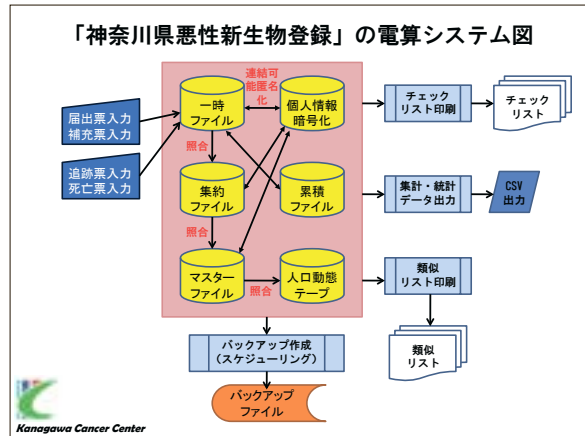 「神奈川県悪性新生物登録」の電算システム図
連結可
能匿名
化
一時
ファイル
個人情報
暗号化
チェック
リスト印刷
チェック
リスト
届出票入力
補充票入力
照合
追跡票入力
死亡票入力
集約
ファイル
累積
ファイル
集計・統計
データ出力
CSV
出力
照合
マスター
ファイル
照合
人口動態
テープ
類似
リスト印刷
バックアップ作成
(スケジューリング)
類似
リスト
バックアップ
ファイル
Kanagawa Cancer Center